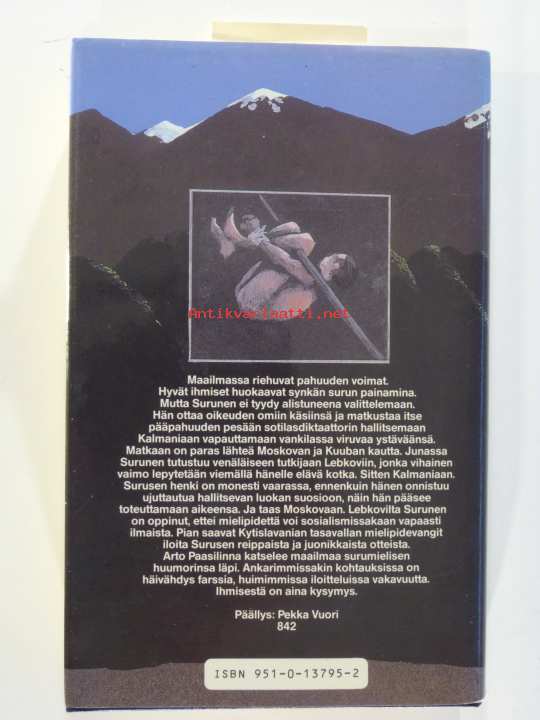 Antikvariaatti.net
Maailmassa riehuvat pahuuden voimat.
Hyvät ihmiset huokaavat synkän surun painamina.
Mutta Surunen ei tyydy alistuneena valittelemaan.
Hän ottaa oikeuden omiin käsiinsä ja matkustaa itse
pääpahuuden pesään sotilasdiktaattorin hallitsemaan
Kalmaniaan vapauttamaan vankilassa viruvaa ystäväänsä.
Matkaan on paras lähteä Moskovan ja Kuuban kautta. Junassa
Surunen tutustuu venäläiseen tutkijaan Lebkoviin, jonka vihainen
vaimo lepytetään viemällä hänelle elävä kotka. Sitten Kalmaniaan.
Surusen henki on monesti vaarassa, ennenkuin hänen onnistuu
ujuttautua hallitsevan luokan suosioon, näin hän pääsee
toteuttamaan aikeensa. Ja taas Moskovaan. Lebkovilta Surunen
on oppinut, ettei mielipidettä voi sosialismissakaan vapaasti
ilmaista. Pian saavat Kytislavanian tasavallan mielipidevangit
iloita Surusen reippaista ja juonikkaista otteista.
Arto Paasilinna katselee maailmaa surumielisen
huumorinsa läpi. Ankarimmissakin kohtauksissa on
häivähdys farssia, huimimmissa iloitteluissa vakavuutta.
Ihmisestä on aina kysymys.
Päällys: Pekka Vuori
842
ISBN 951-0-13795-2